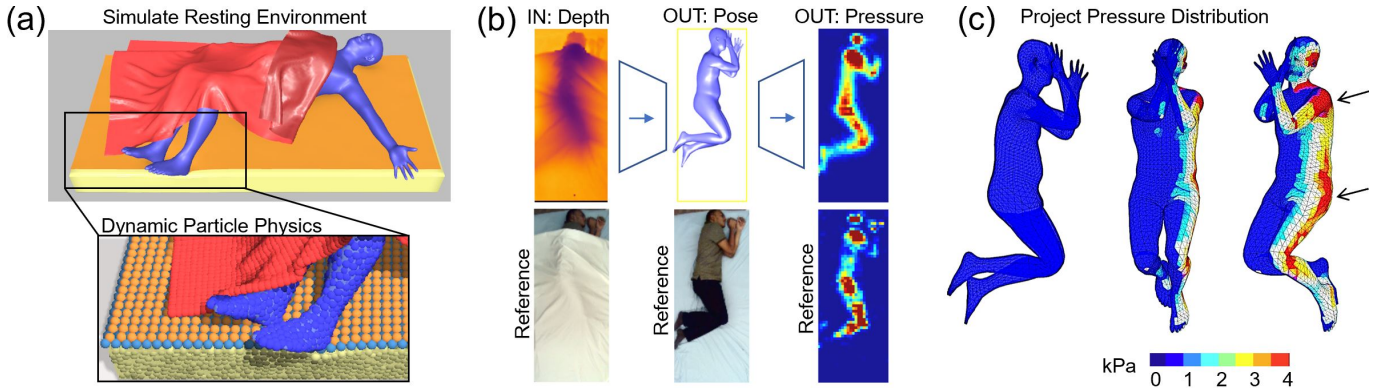 (a)
Simulate Resting Environment
Dynamic Particle Physics
(b)
IN: Depth
OUT: Pose
OUT: Pressure
Reference
Reference
Reference
(c)
Project Pressure Distribution
kPa
0 1 2 3 4